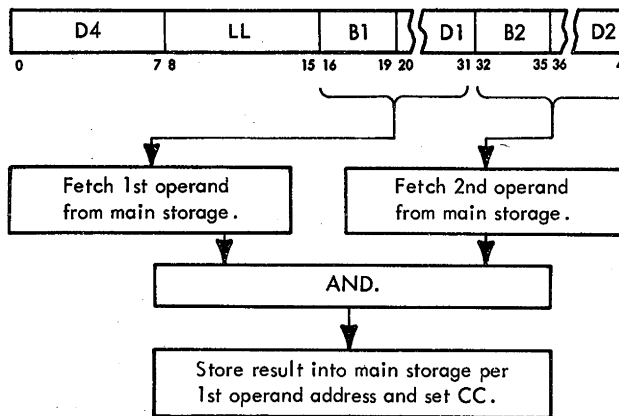 D4 LL B1 D1 B2 D2
0 7 8 15 16 19 20 31 32 35 36 4
Fetch 1st operand
from main storage.
Fetch 2nd operand
from main storage.
AND.
Store result into main storage per
1st operand address and set CC.